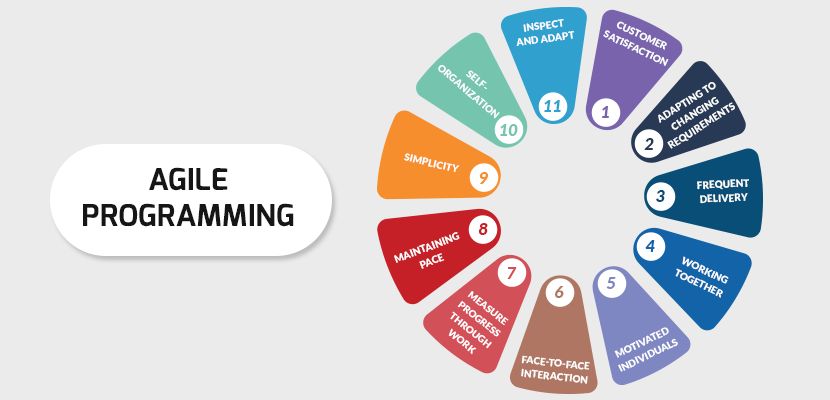 AGILE
PROGRAMMING
CUSTOMER
SATISFACTION
1
ADAPTING TO
CHANGING
REQUIREMENTS
2
FREQUENT
DELIVERY
3
WORKING
TOGETHER
4
MOTIVATED
INDIVIDUALS
5
FACE-TO-FACE
INTERACTION
6
MEASURE
PROGRESS
THROUGH
WORK
7
MAINTAINING
PACE
8
SIMPLICITY
9
SELF-
ORGANIZATION
10
INSPECT
AND ADAPT
11